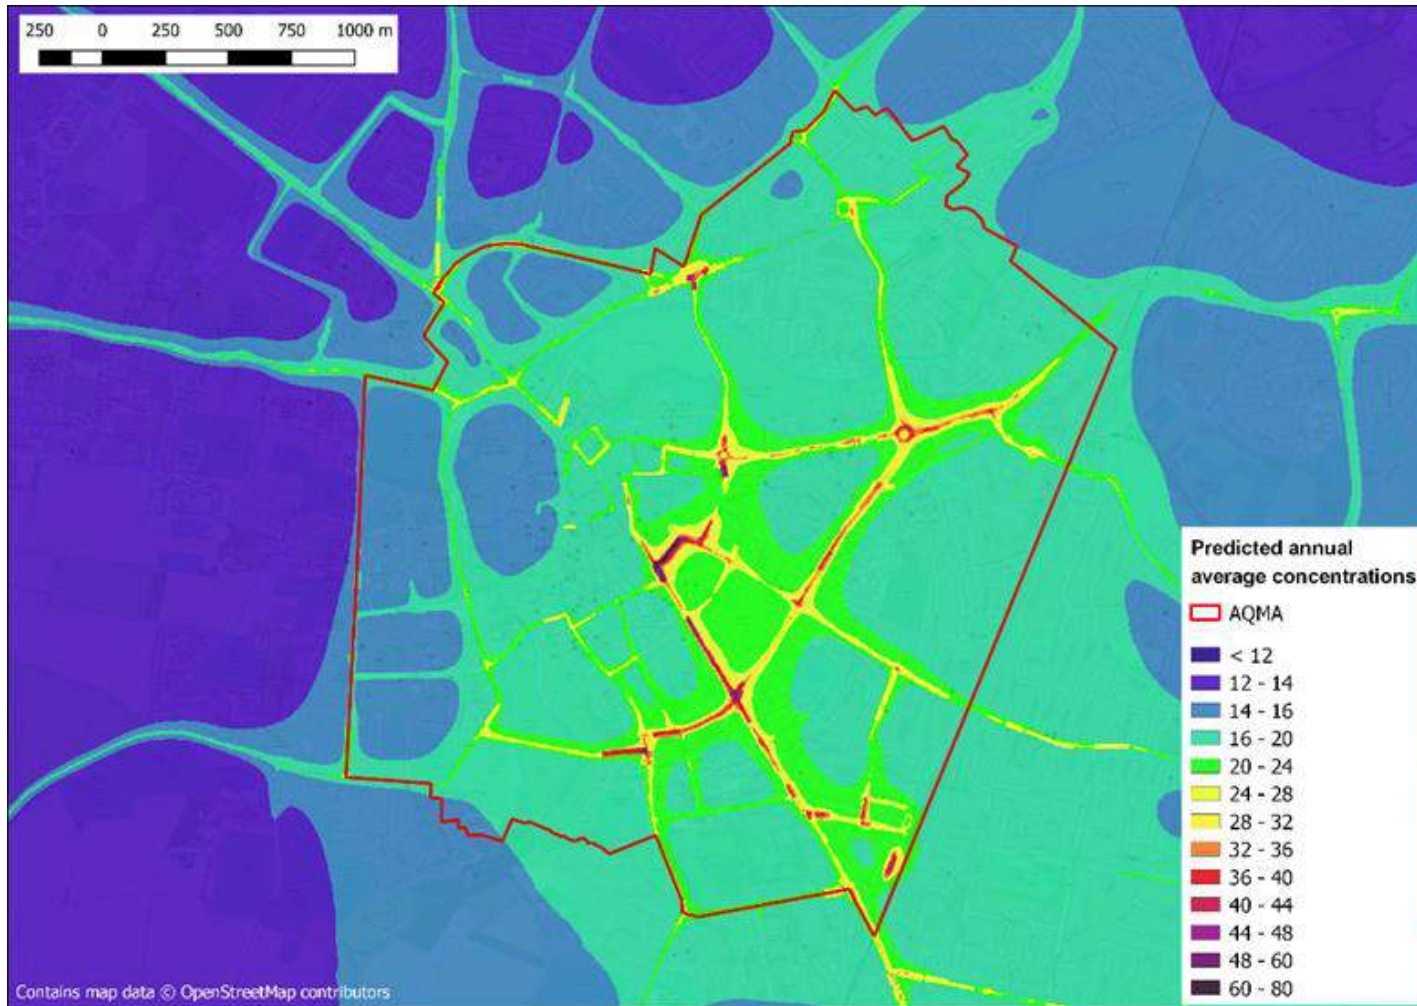 250 0 250 500 750 1000 m
Predicted annual
average concentrations
AQMA
< 12
12 - 14
14 - 16
16 - 20
20 - 24
24 - 28
28 - 32
32 - 36
36 - 40
40 - 44
44 - 48
48 - 60
60 - 80
Contains map data © OpenStreetMap contributors